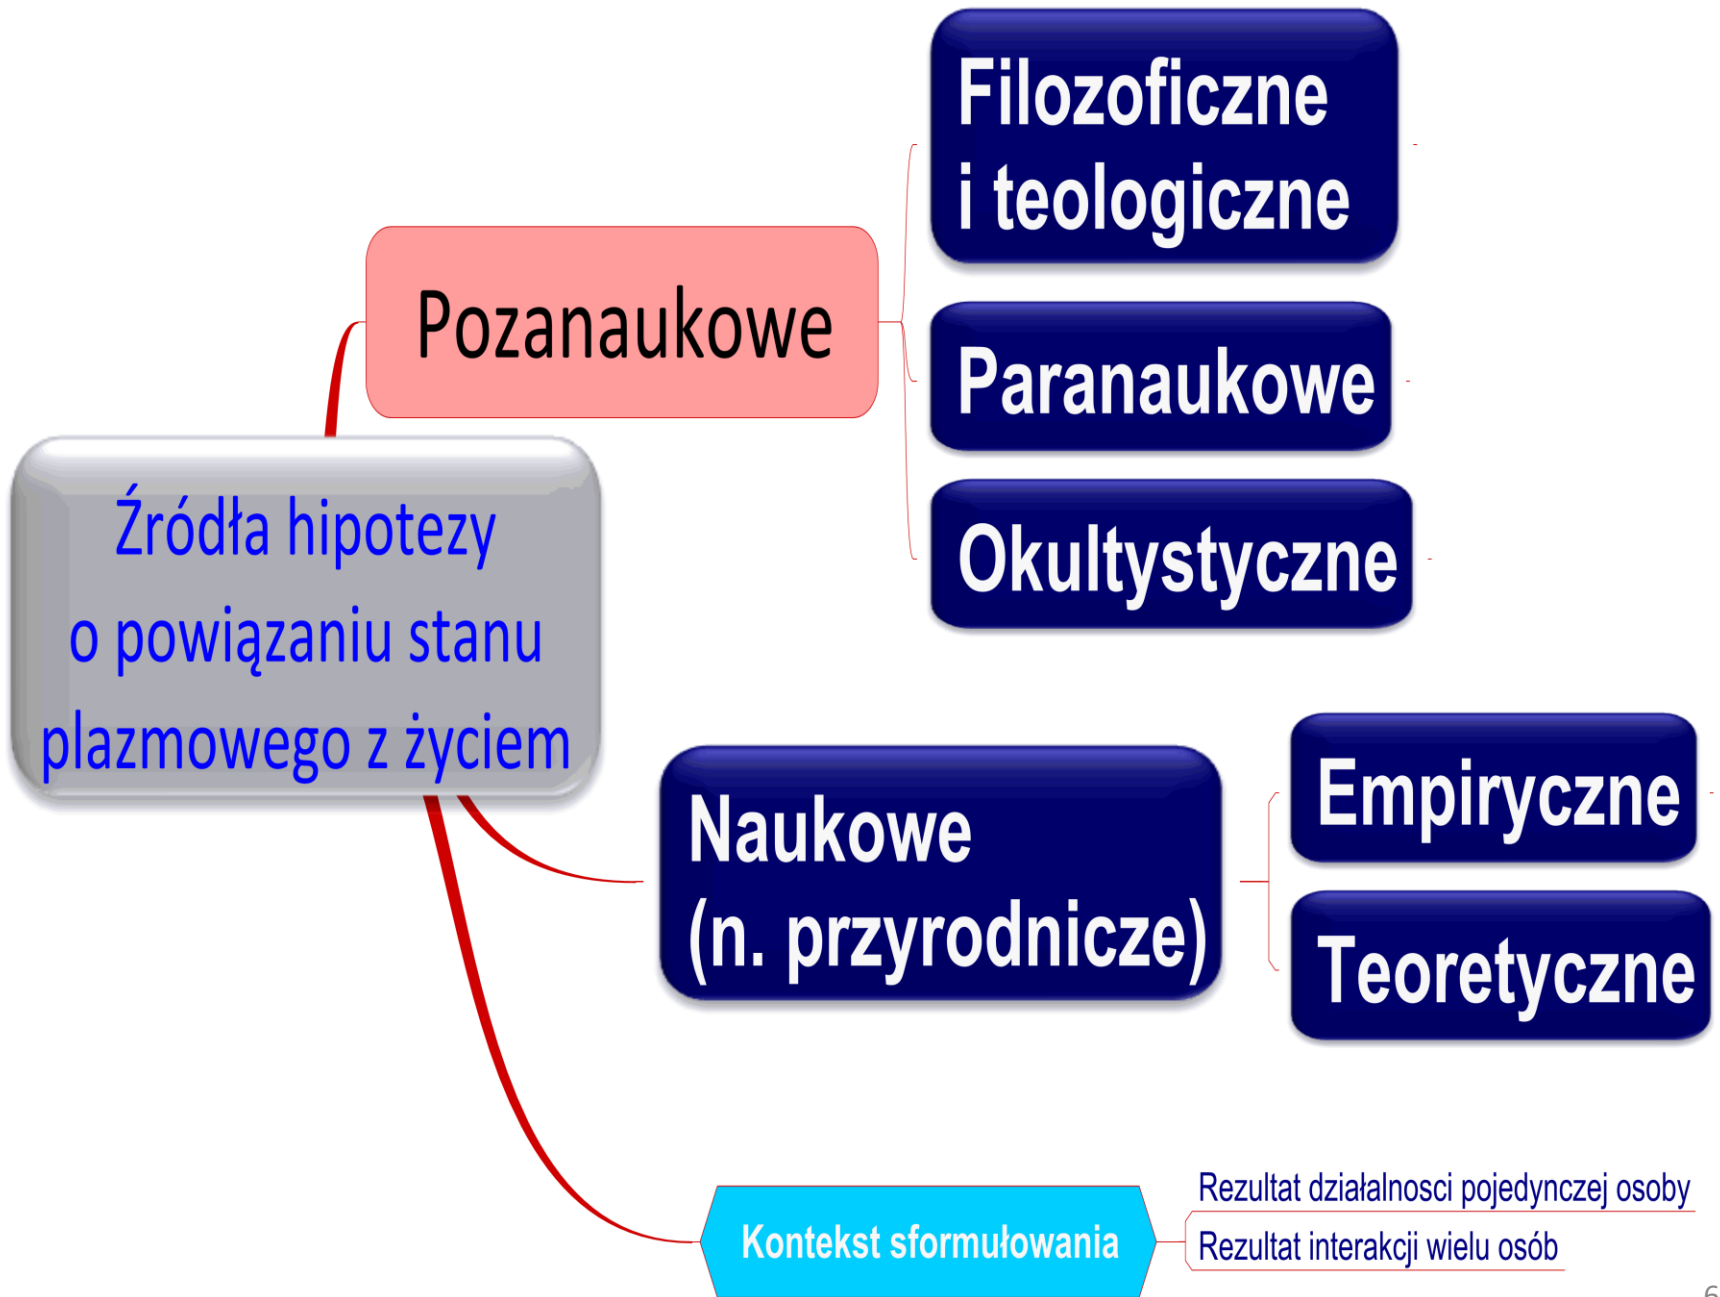 Filozoficzne
i teologiczne
Pozanaukowe
Paranaukowe
Okultystyczne
Źródła hipotezy
o powiązaniu stanu
plazmowego z życiem
Naukowe
(n. przyrodnicze)
Empiryczne
Teoretyczne
Kontekst sformułowania
Rezultat działalnosci pojedynczej osoby
Rezultat interakcji wielu osób
6